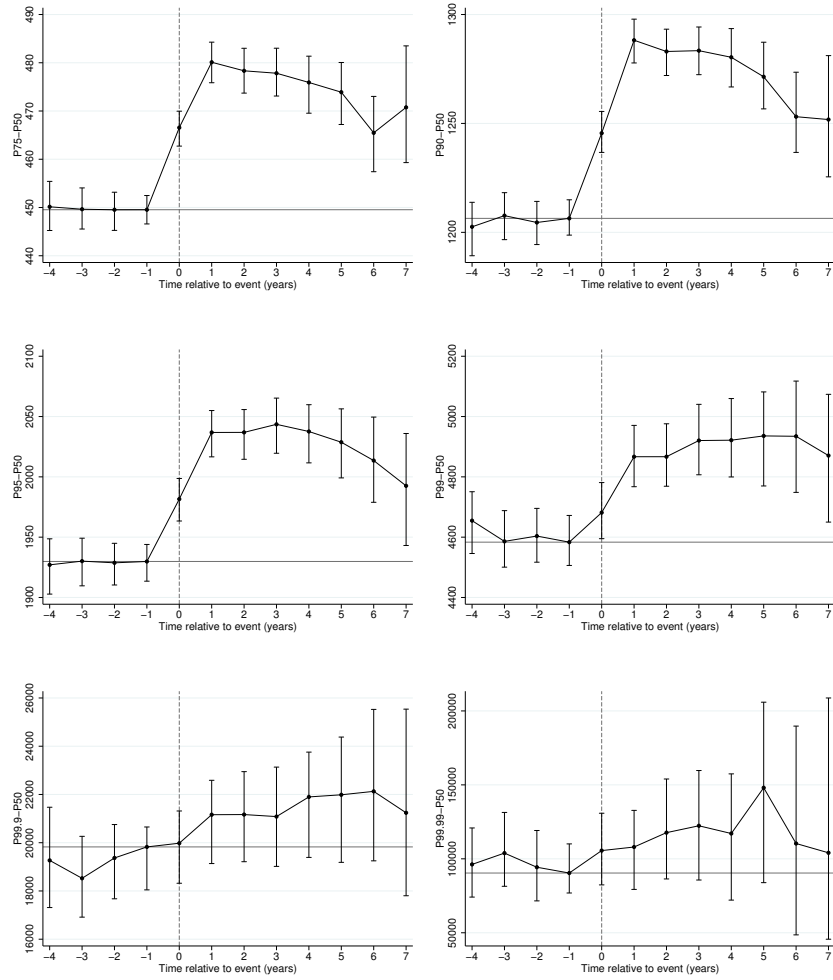 490
480
470
460
450
440
P75−P50
−4 −3 −2 −1 0 1 2 3 4 5 6 7
Time relative to event (years)
1300
1250
1200
P90−P50
−4 −3 −2 −1 0 1 2 3 4 5 6 7
Time relative to event (years)
2100
2050
2000
1950
1900
P95−P50
−4 −3 −2 −1 0 1 2 3 4 5 6 7
Time relative to event (years)
5200
5000
4800
4600
4400
P99−P50
−4 −3 −2 −1 0 1 2 3 4 5 6 7
Time relative to event (years)
26000
24000
22000
20000
18000
16000
P99.9−P50
−4 −3 −2 −1 0 1 2 3 4 5 6 7
Time relative to event (years)
200000
150000
100000
50000
P99.99−P50
−4 −3 −2 −1 0 1 2 3 4 5 6 7
Time relative to event (years)